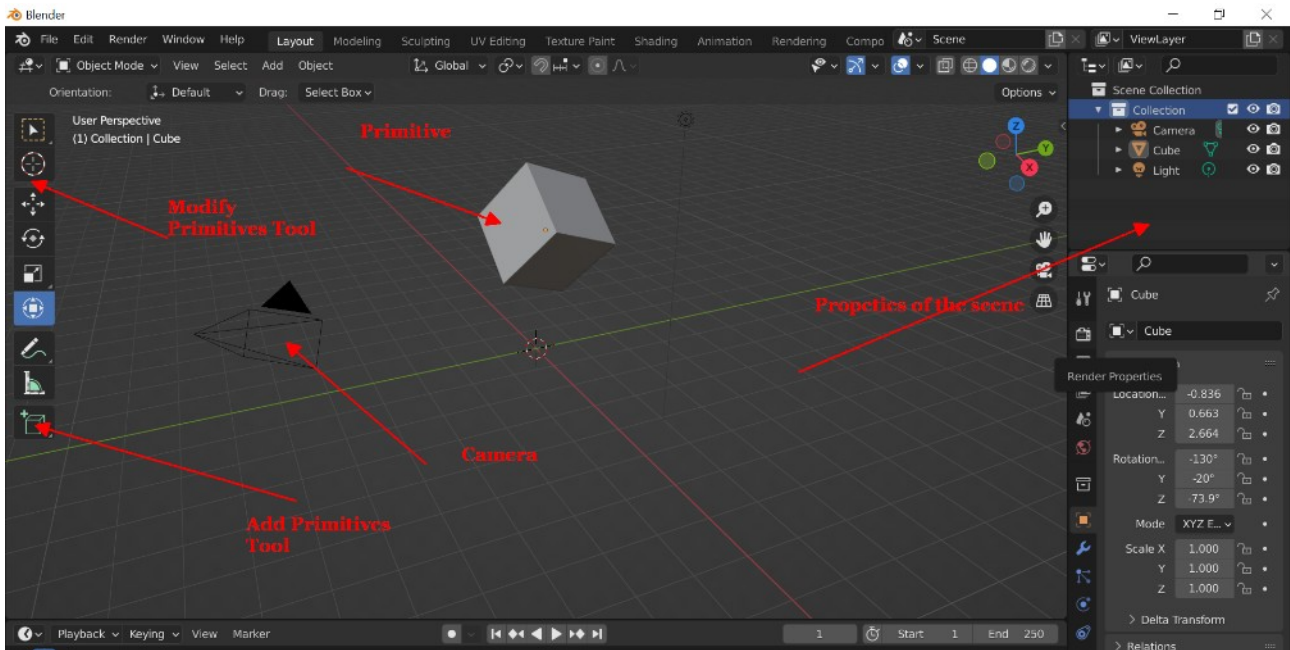 Blender
File Edit Render Window Help Layout Modeling Sculpting UV Editing Texture Paint Shading Animation Rendering Compo Scene ViewLayer
Object Mode View Select Add Object Global
Orientation: Default Drag: Select Box Options
User Perspective
(1) Collection | Cube
Primitive
Modify
Primitives Tool
Camera
Add Primitives
Tool
Propeties of the scene
X
Y
Z
Scene Collection
Collection
Camera
Cube
Light
Cube
Cube
Render Properties
Location... -0.836
Y 0.663
Z 2.664
Rotation... -130°
Y -20°
Z -73.9°
Mode XYZ E...
Scale X 1.000
Y 1.000
Z 1.000
Delta Transform
Relations
Playback Keying View Marker 1 Start 1 End 250